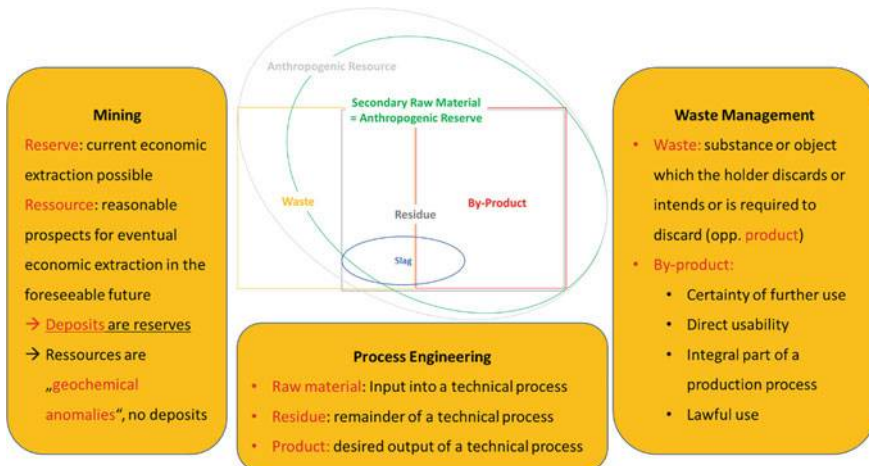 Anthropogenic Resource
Secondary Raw Material
= Anthropogenic Reserve
Waste
Residue
By-Product
Slag
Mining
Reserve: current economic
extraction possible
Ressource: reasonable
prospects for eventual
economic extraction in the
foreseeable future
→ Deposits are reserves
→ Ressources are
„geochemical
anomalies“, no deposits
Process Engineering
• Raw material: Input into a technical process
• Residue: remainder of a technical process
• Product: desired output of a technical process
Waste Management
• Waste: substance or object
which the holder discards or
intends or is required to
discard (opp. product)
• By-product:
• Certainty of further use
• Direct usability
• Integral part of a
production process
• Lawful use